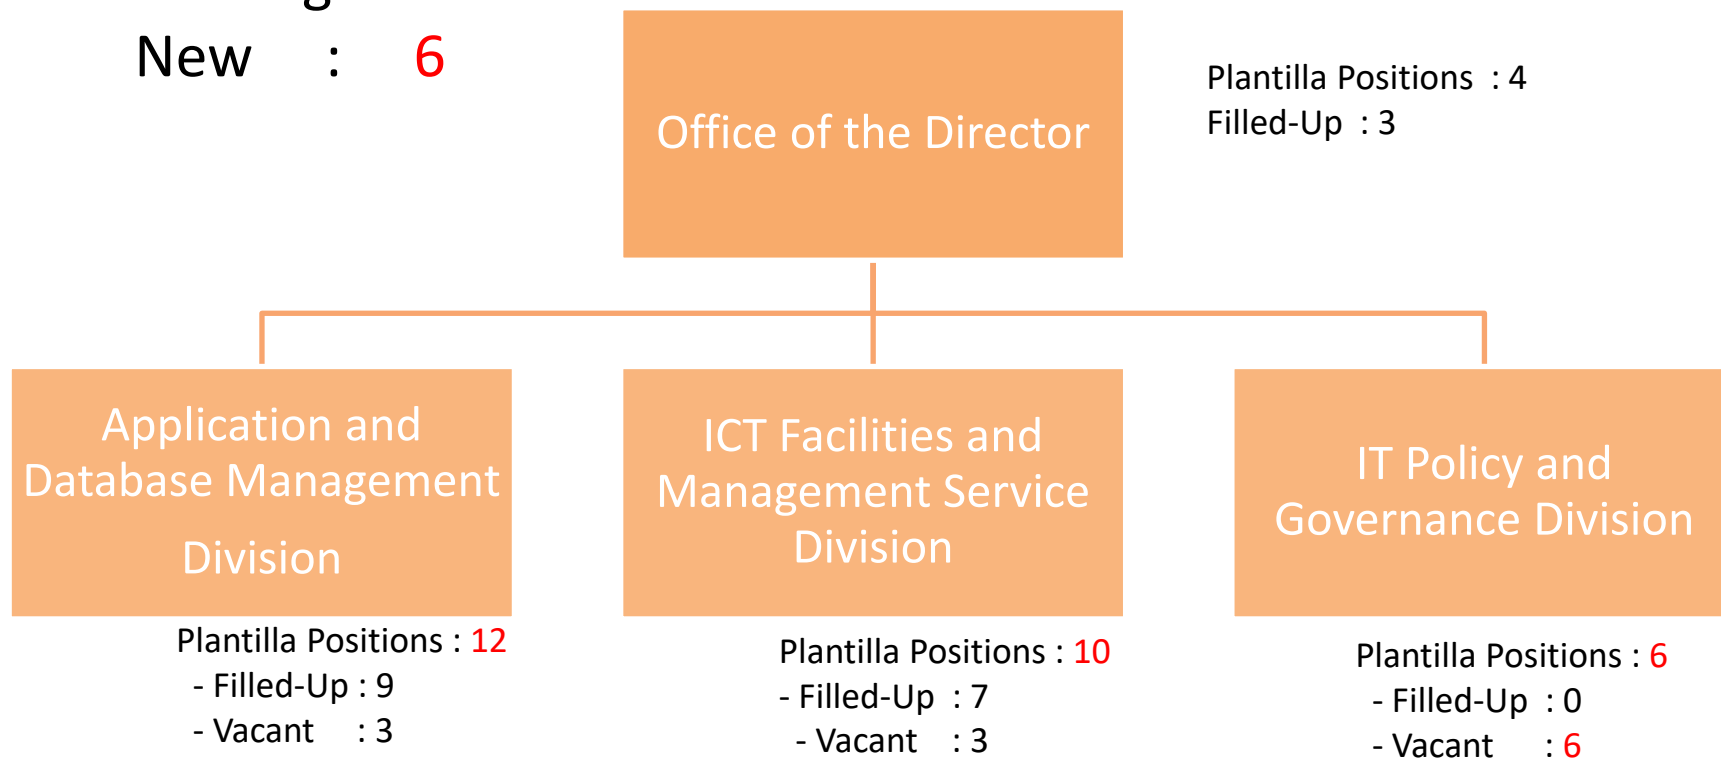 New : 6
Office of the Director
Plantilla Positions : 4
Filled-Up : 3
Application and
Database Management
Division
Plantilla Positions : 12
- Filled-Up : 9
- Vacant : 3
ICT Facilities and
Management Service
Division
Plantilla Positions : 10
- Filled-Up : 7
- Vacant : 3
IT Policy and
Governance Division
Plantilla Positions : 6
- Filled-Up : 0
- Vacant : 6